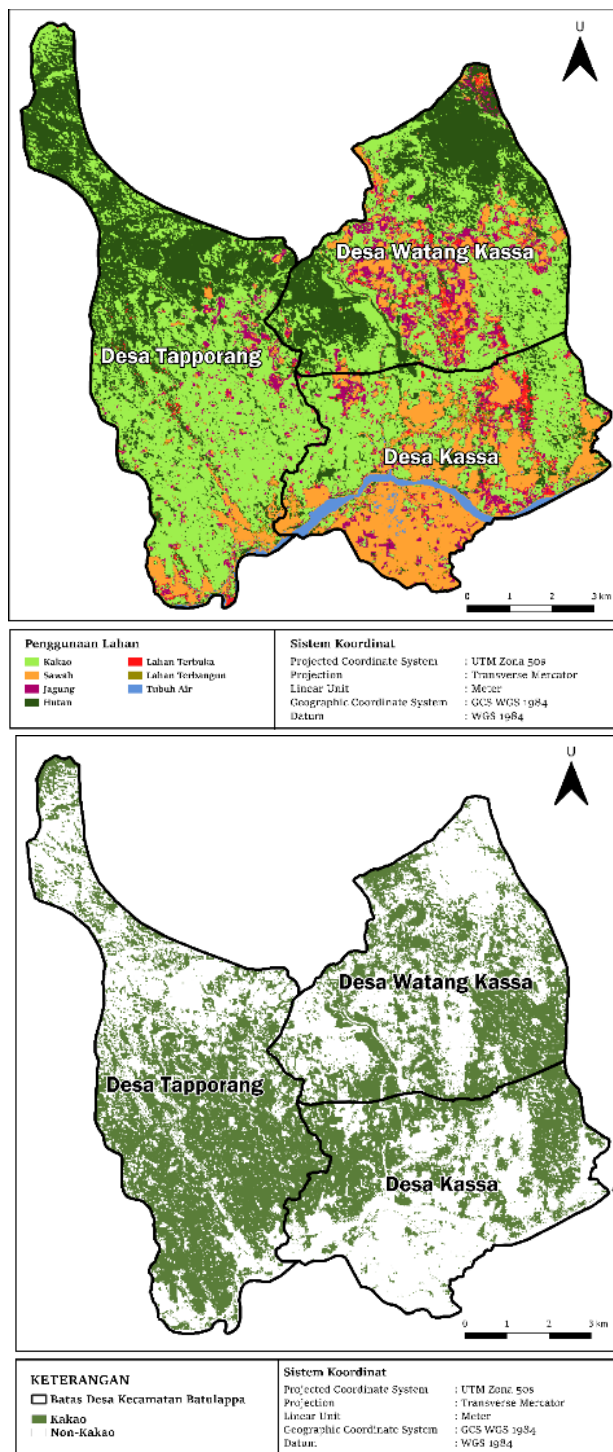 U
Desa Watang Kassa
Desa Tapporang
Desa Kassa
0 1 2 3 km
Penggunaan Lahan
Kakao
Sawah
Jagung
Hutan
Lahan Terbuka
Lahan Terbangun
Tubuh Air
Sistem Koordinat
Projected Coordinate System : UTM Zona 50s
Projection : Transverse Mercator
Linear Unit : Meter
Geographic Coordinate System : GCS WGS 1984
Datum : WGS 1984
U
Desa Watang Kassa
Desa Tapporang
Desa Kassa
0 1 2 3 km
KETERANGAN
Batas Desa Kecamatan Batulappa
Kakao
Non-Kakao
Sistem Koordinat
Projected Coordinate System : UTM Zona 50s
Projection : Transverse Mercator
Linear Unit : Meter
Geographic Coordinate System : GCS WGS 1984
Datum : WGS 1984